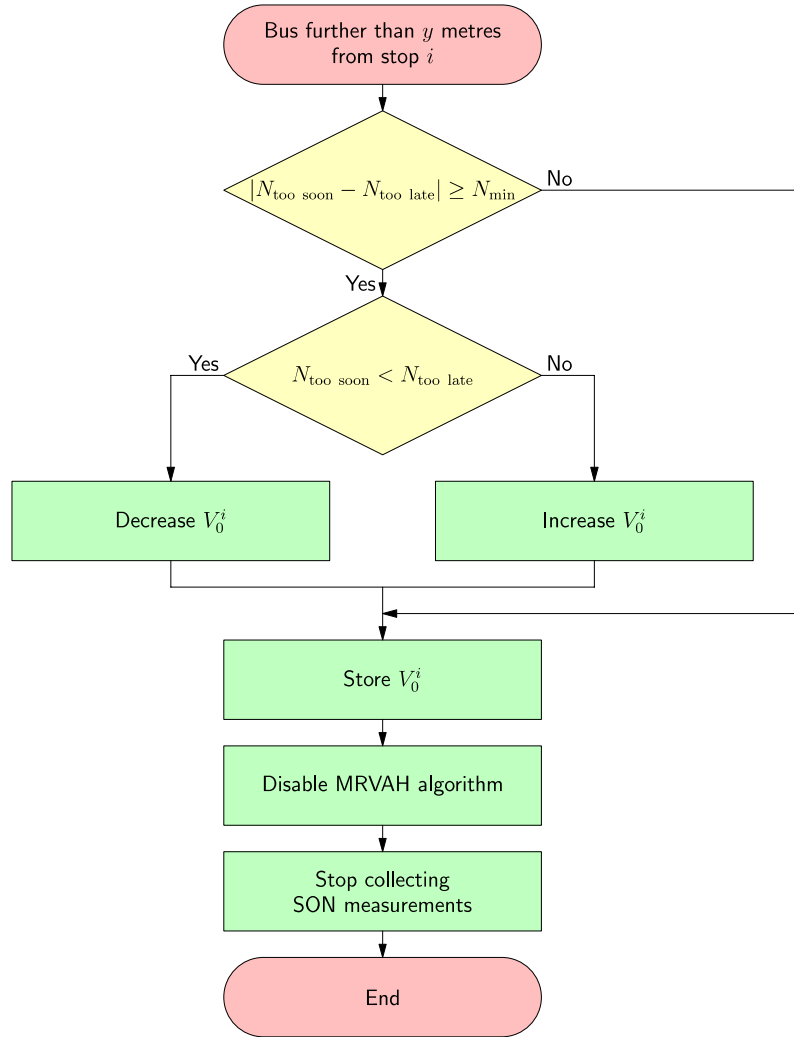 Bus further than y metres
from stop i
|N_too soon − N_too late| ≥ N_min
No
Yes
Yes
N_too soon < N_too late
No
Decrease V_0^i
Increase V_0^i
Store V_0^i
Disable MRVAH algorithm
Stop collecting
SON measurements
End